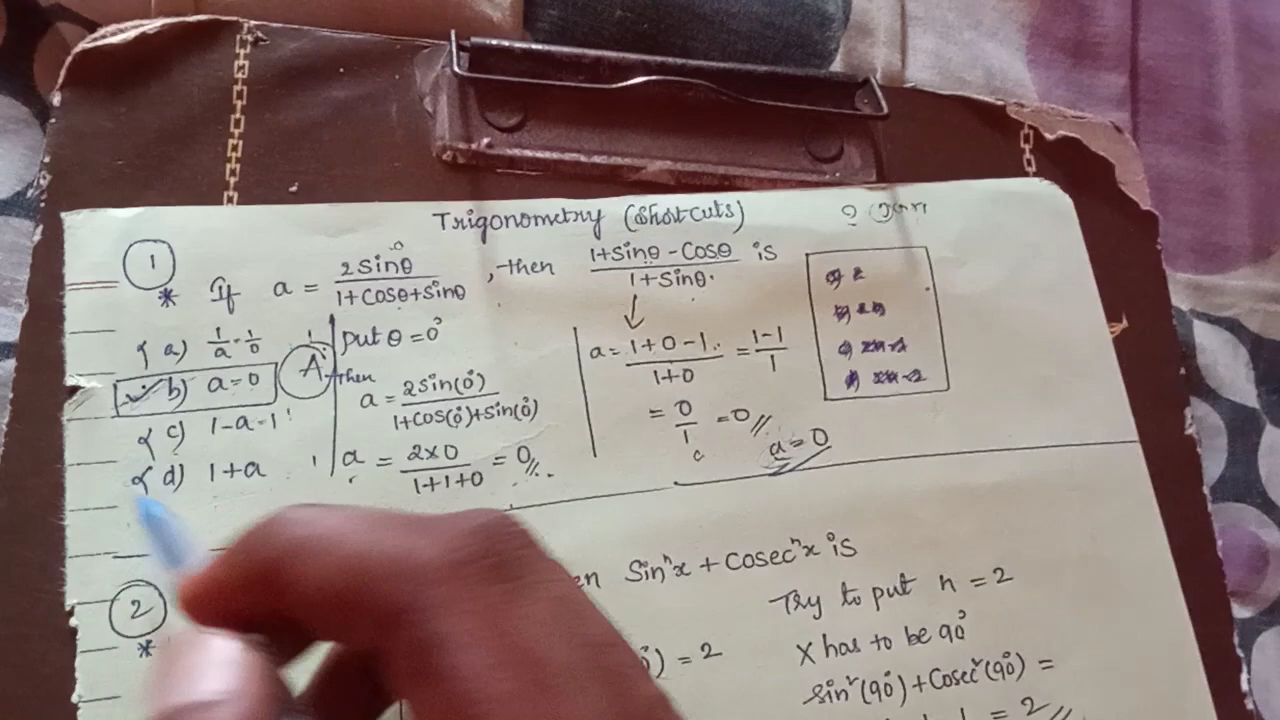 Trigonometry (Shortcuts)
1
* If a = 2sinθ / 1+cosθ+sinθ , then 1+sinθ-cosθ / 1+sinθ is
a) 1/a = 1/0
b) a=0
c) 1-a=1
d) 1+a
A
put θ=0°
then
a = 2sin(0°) / 1+cos(0°)+sin(0°)
a = 2×0 / 1+1+0 = 0//.
a = 1+0-1 / 1+0 = 1-1 / 1
= 0/1 = 0//
a=0
2
*
Sinⁿx + Cosecⁿx is
Try to put n = 2
) = 2
x has to be 90°
Sin²(90°) + Cosec²(90°) =
= 2//